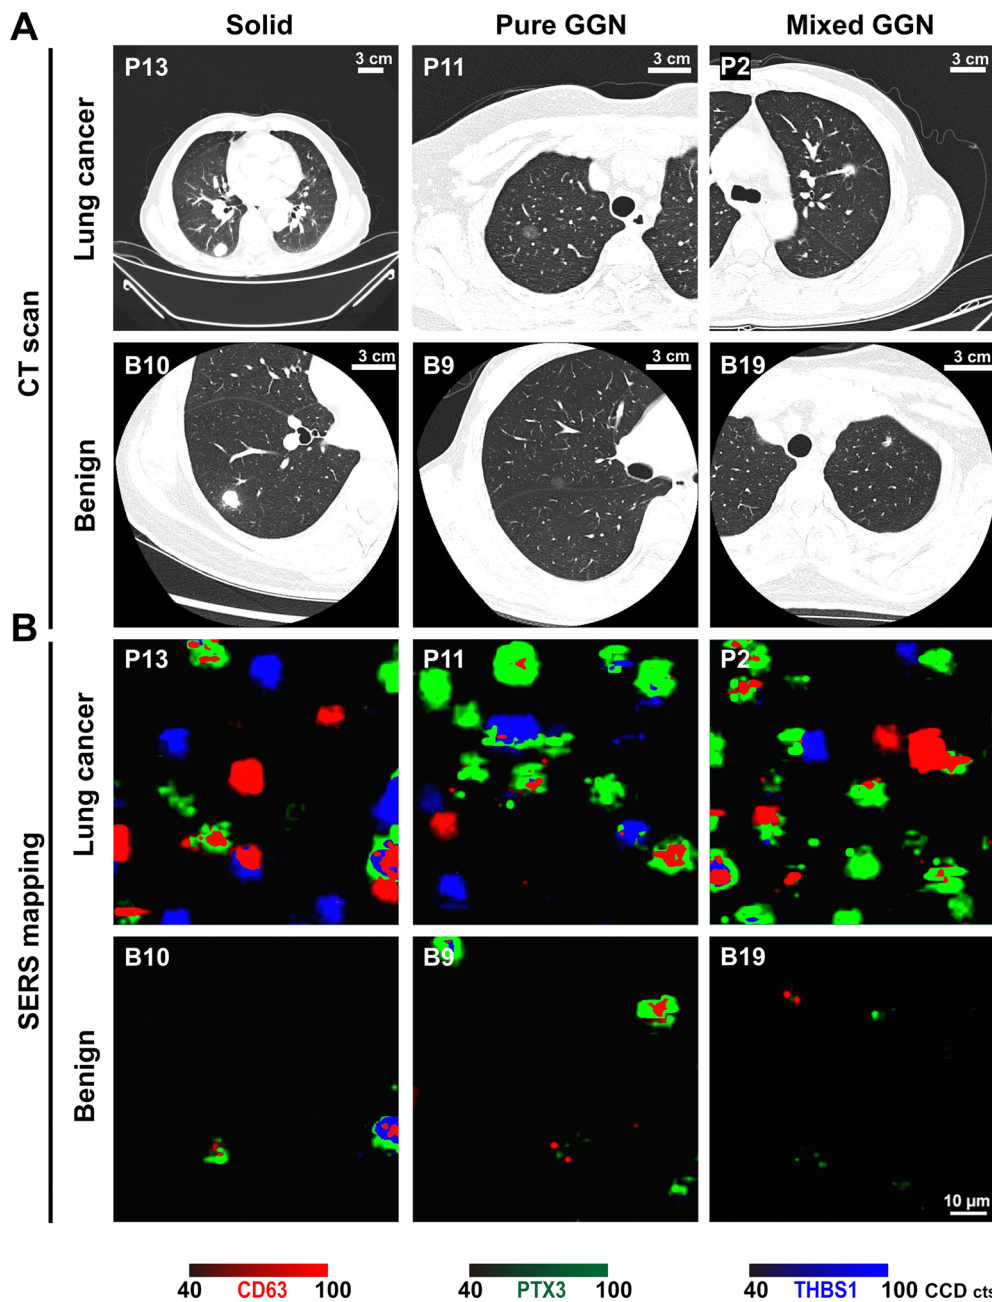 A
Solid
Pure GGN
Mixed GGN
CT scan
Lung cancer
P13
3 cm
P11
3 cm
P2
3 cm
Benign
B10
3 cm
B9
3 cm
B19
3 cm
B
SERS mapping
Lung cancer
P13
P11
P2
Benign
B10
B9
B19
10 µm
40 CD63 100
40 PTX3 100
40 THBS1 100 CCD cts